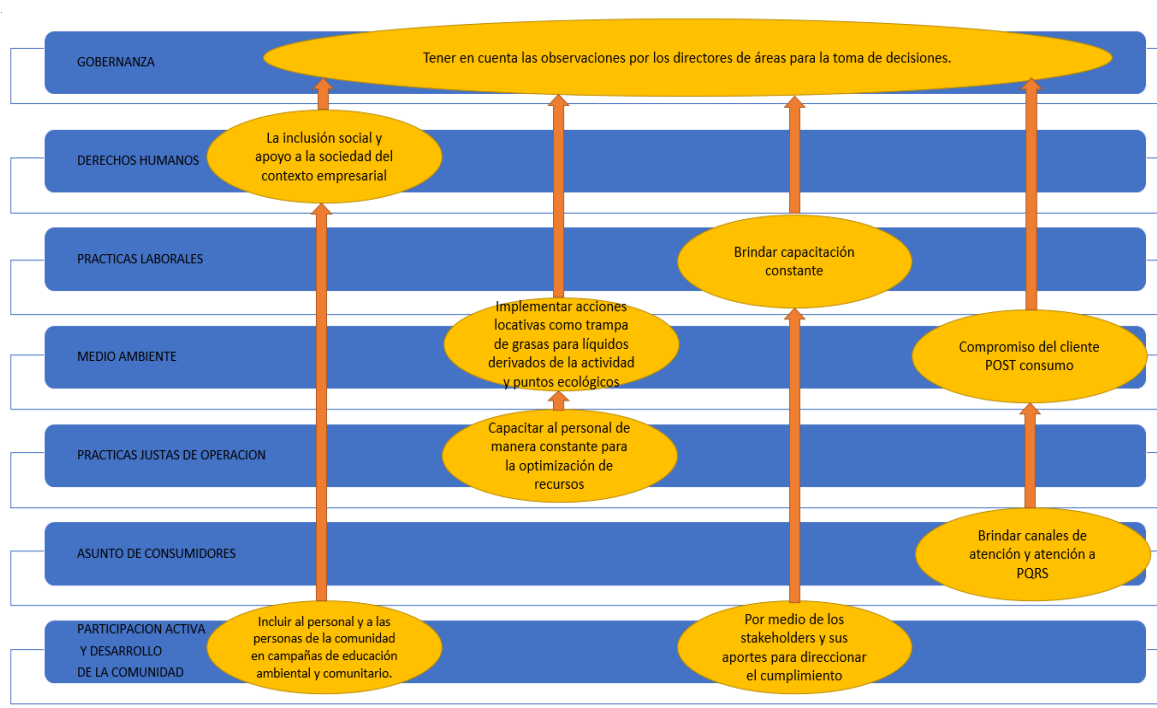 GOBERNANZA
Tener en cuenta las observaciones por los directores de áreas para la toma de decisiones.
DERECHOS HUMANOS
La inclusión social y
apoyo a la sociedad del
contexto empresarial
PRACTICAS LABORALES
Brindar capacitación
constante
MEDIO AMBIENTE
Implementar acciones
locativas como trampa
de grasas para líquidos
derivados de la actividad
y puntos ecológicos
Compromiso del cliente
POST consumo
PRACTICAS JUSTAS DE OPERACION
Capacitar al personal de
manera constante para
la optimización de
recursos
ASUNTO DE CONSUMIDORES
Brindar canales de
atención y atención a
PQRS
PARTICIPACION ACTIVA
Y DESARROLLO
DE LA COMUNIDAD
Incluir al personal y a las
personas de la comunidad
en campañas de educación
ambiental y comunitario.
Por medio de los
stakeholders y sus
aportes para direccionar
el cumplimiento